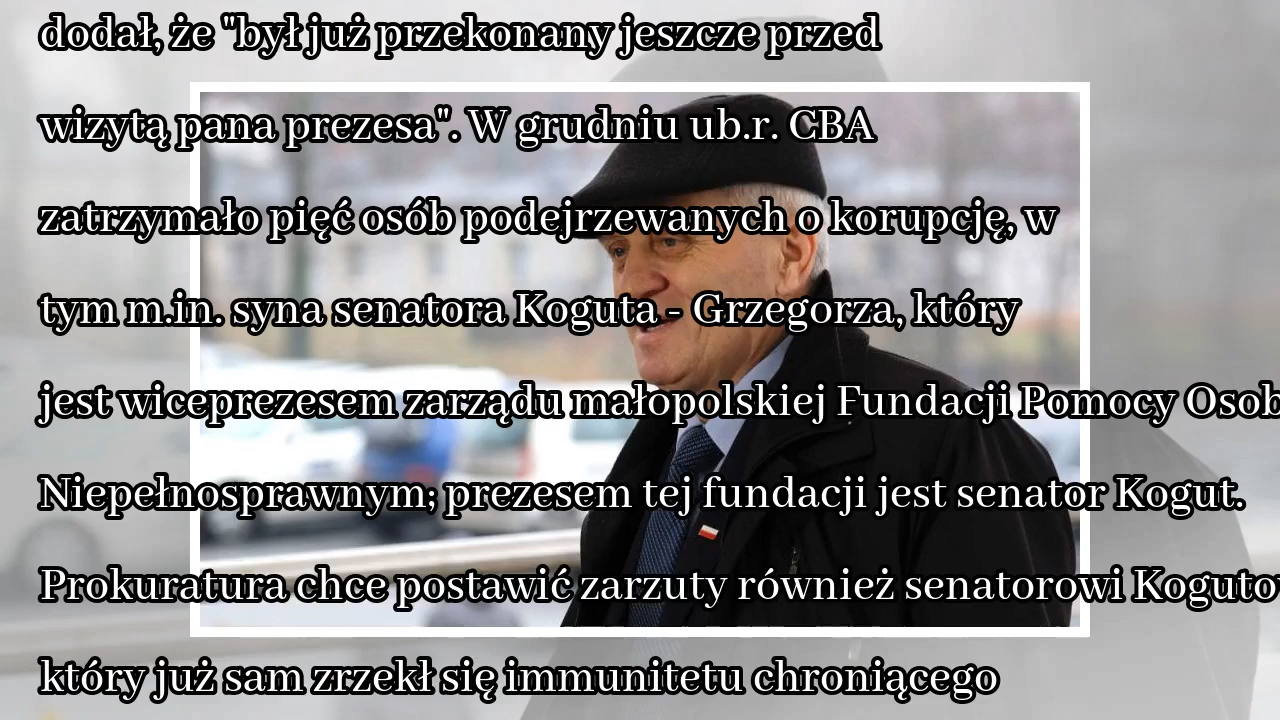 dodał, że "był już przekonany jeszcze przed
wizytą pana prezesa". W grudniu ub.r. CBA
zatrzymało pięć osób podejrzewanych o korupcję, w
tym m.in. syna senatora Koguta - Grzegorza, który
jest wiceprezesem zarządu małopolskiej Fundacji Pomocy Osob
Niepełnosprawnym; prezesem tej fundacji jest senator Kogut.
Prokuratura chce postawić zarzuty również senatorowi
który już sam zrzekł się immunitetu chroniącego